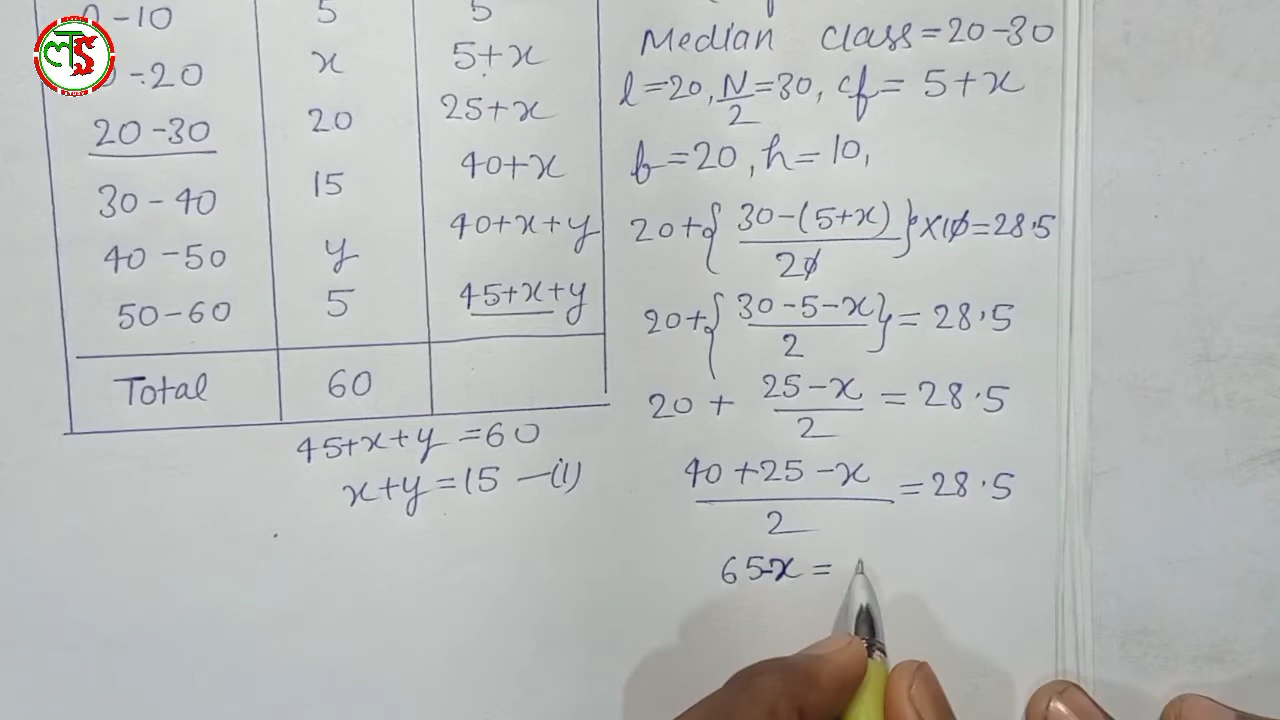 -10 5 5
-20 x 5+x
20-30 20 25+x
30-40 15 40+x
40-50 y 40+x+y
50-60 5 45+x+y
Total 60
45+x+y=60
x+y=15 —(1)
Median class=20-30
l=20, N/2=30, cf= 5+x
f=20, h=10,
20+{30-(5+x)/20}×10=28.5
20+{30-5-x/2}=28.5
20 + 25-x/2 = 28.5
40+25-x/2 = 28.5
65-x =